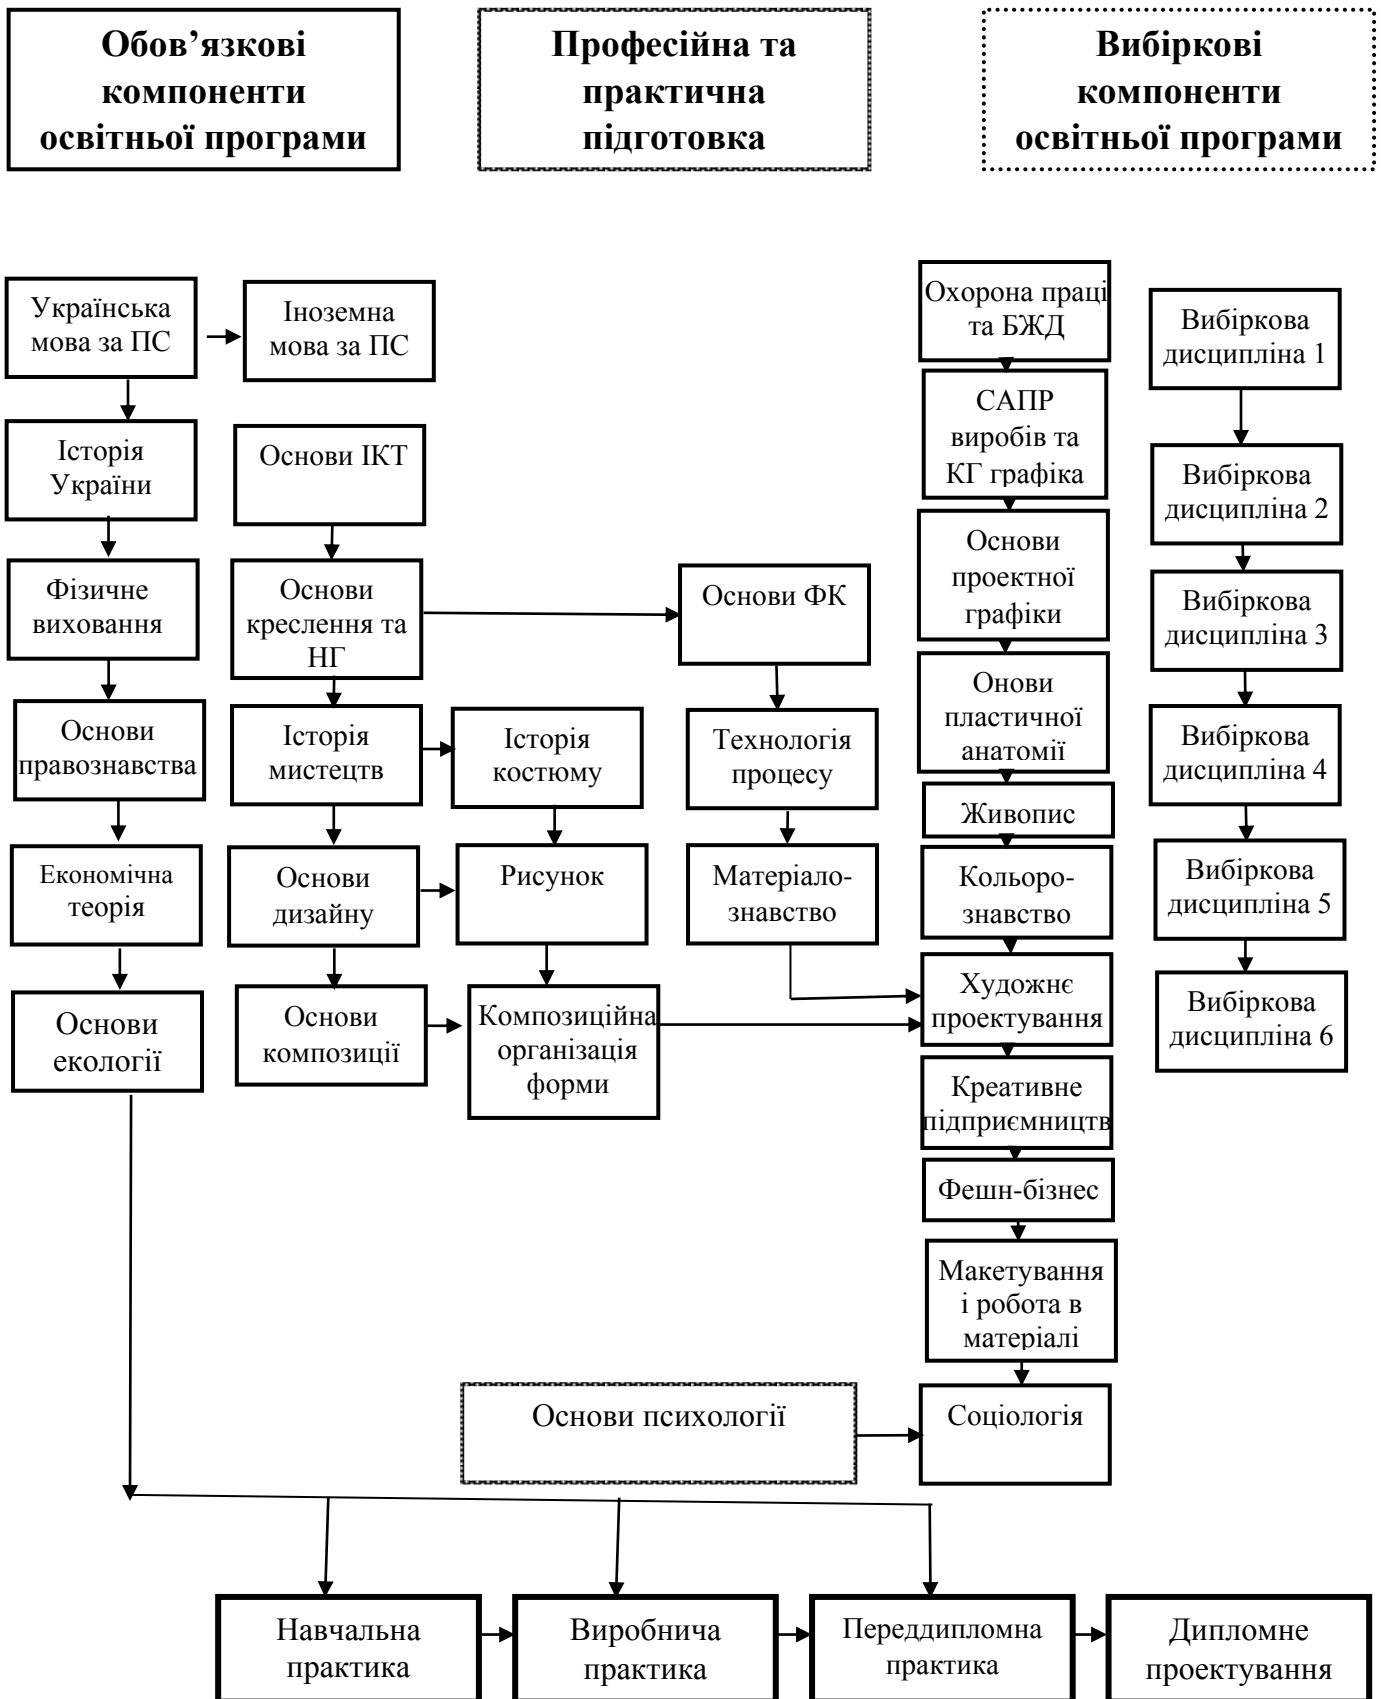 Обов’язкові
компоненти
освітньої програми
Професійна та
практична
підготовка
Вибіркові
компоненти
освітньої програми
Українська
мова за ПС
Іноземна
мова за ПС
Історія
України
Основи ІКТ
Фізичне
виховання
Основи
креслення та
НГ
Основи ФК
Основи
правознавства
Історія
мистецтв
Історія
костюму
Технологія
процесу
Економічна
теорія
Основи
дизайну
Рисунок
Матеріало-
знавство
Основи
екології
Основи
композиції
Композиційна
організація
форми
Охорона праці
та БЖД
САПР
виробів та
КГ графіка
Основи
проектної
графіки
Онови
пластичної
анатомії
Живопис
Кольоро-
знавство
Художнє
проектування
Креативне
підприємництв
Фешн-бізнес
Макетування
і робота в
матеріалі
Основи психології
Соціологія
Вибіркова
дисципліна 1
Вибіркова
дисципліна 2
Вибіркова
дисципліна 3
Вибіркова
дисципліна 4
Вибіркова
дисципліна 5
Вибіркова
дисципліна 6
Навчальна
практика
Виробнича
практика
Переддипломна
практика
Дипломне
проектування